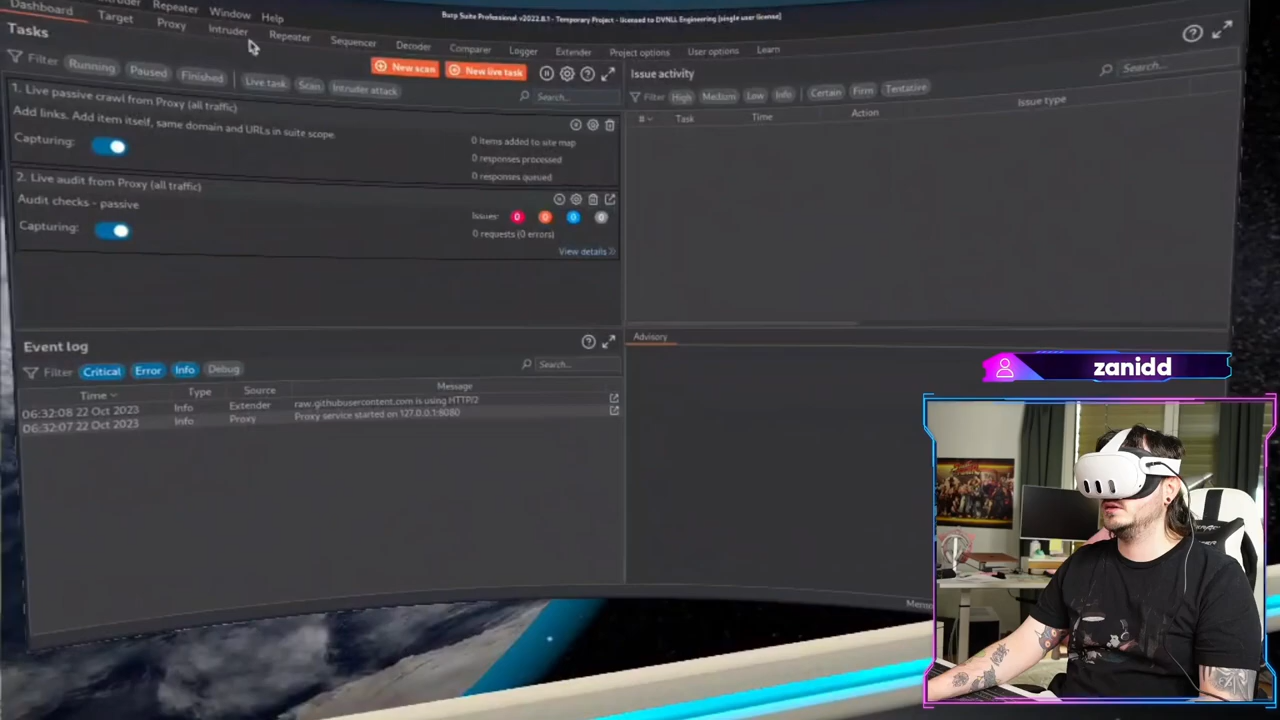 Repeater Window Help
Burp Suite Professional v2022.8.1 - Temporary Project - licensed to DVNLL Engineering [single user license]
Dashboard Target Proxy Intruder Repeater Sequencer Decoder Comparer Logger Extender Project options User options Learn
Tasks
Filter Running Paused Finished Live task Scan Intruder attack
New scan New live task
Search...
1. Live passive crawl from Proxy (all traffic)
Add links. Add item itself, same domain and URLs in suite scope.
Capturing:
0 items added to site map
0 responses processed
0 responses queued
2. Live audit from Proxy (all traffic)
Audit checks - passive
Capturing:
Issues: 0 0 0 0
0 requests (0 errors)
View details
Event log
Filter Critical Error Info Debug
Search...
Time Type Source Message
06:32:08 22 Oct 2023 Info Extender raw.githubusercontent.com is using HTTP/2
06:32:07 22 Oct 2023 Info Proxy Proxy service started on 127.0.0.1:8080
Issue activity
Search...
Filter High Medium Low Info Certain Firm Tentative
# Task Time Action Issue type
Advisory
zanidd